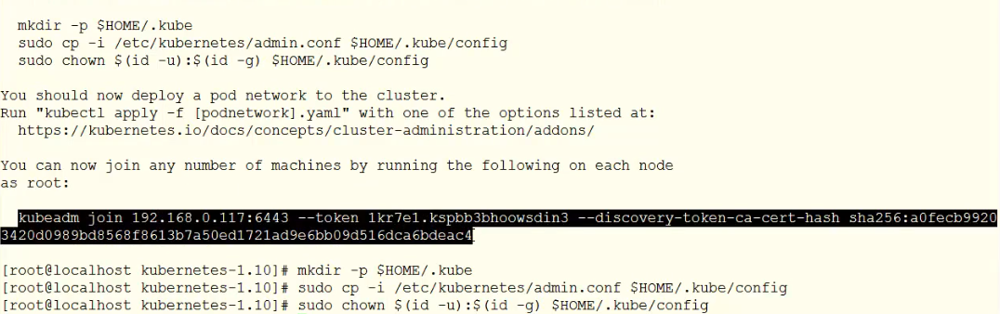 mkdir -p $HOME/.kube
sudo cp -i /etc/kubernetes/admin.conf $HOME/.kube/config
sudo chown $(id -u):$(id -g) $HOME/.kube/config
You should now deploy a pod network to the cluster.
Run "kubectl apply -f [podnetwork].yaml" with one of the options listed at:
https://kubernetes.io/docs/concepts/cluster-administration/addons/
You can now join any number of machines by running the following on each node
as root:
kubeadm join 192.168.0.117:6443 --token 1kr7e1.kspbb3bhoowsdin3 --discovery-token-ca-cert-hash sha256:a0fecb9920
3420d0989bd8568f8613b7a50ed1721ad9e6bb09d516dca6bdeac4
[root@localhost kubernetes-1.10]# mkdir -p $HOME/.kube
[root@localhost kubernetes-1.10]# sudo cp -i /etc/kubernetes/admin.conf $HOME/.kube/config
[root@localhost kubernetes-1.10]# sudo chown $(id -u):$(id -g) $HOME/.kube/config